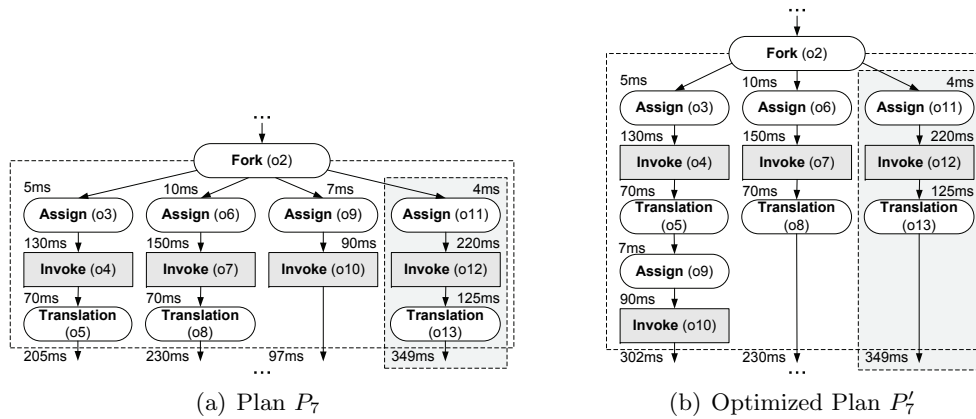 ...
Fork (o2)
5ms 10ms 7ms 4ms
Assign (o3) Assign (o6) Assign (o9) Assign (o11)
130ms 150ms 90ms 220ms
Invoke (o4) Invoke (o7) Invoke (o10) Invoke (o12)
70ms 70ms 125ms
Translation Translation Translation
(o5) (o8) (o13)
205ms 230ms 97ms 349ms
...
(a) Plan P7
...
Fork (o2)
5ms 10ms 4ms
Assign (o3) Assign (o6) Assign (o11)
130ms 150ms 220ms
Invoke (o4) Invoke (o7) Invoke (o12)
70ms 70ms 125ms
Translation Translation Translation
(o5) (o8) (o13)
7ms
Assign (o9)
90ms
Invoke (o10)
302ms 230ms 349ms
...
(b) Optimized Plan P7′